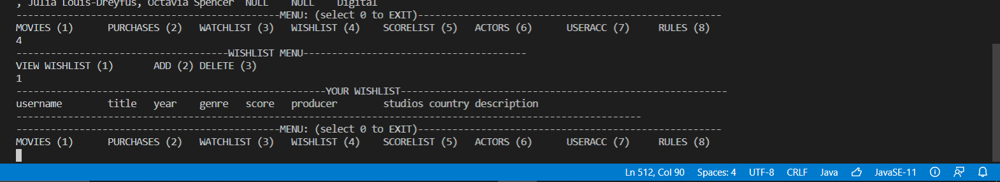 , Julia Louis-Dreyfus, Octavia Spencer  NULL    NULL    Digital
----------------------------------------------MENU: (select 0 to EXIT)-----------------------------------------------------
MOVIES (1)      PURCHASES (2)   WATCHLIST (3)   WISHLIST (4)    SCORELIST (5)   ACTORS (6)      USERACC (7)     RULES (8)
4
-------------------------------------WISHLIST MENU---------------------------------------
VIEW WISHLIST (1)       ADD (2) DELETE (3)
1
------------------------------------------------------YOUR WISHLIST---------------------------------------------------------
username        title   year    genre   score   producer        studios country description
-------------------------------------------------------------------------------------------------------------
----------------------------------------------MENU: (select 0 to EXIT)-----------------------------------------------------
MOVIES (1)      PURCHASES (2)   WATCHLIST (3)   WISHLIST (4)    SCORELIST (5)   ACTORS (6)      USERACC (7)     RULES (8)
Ln 512, Col 90 Spaces: 4 UTF-8 CRLF Java JavaSE-11